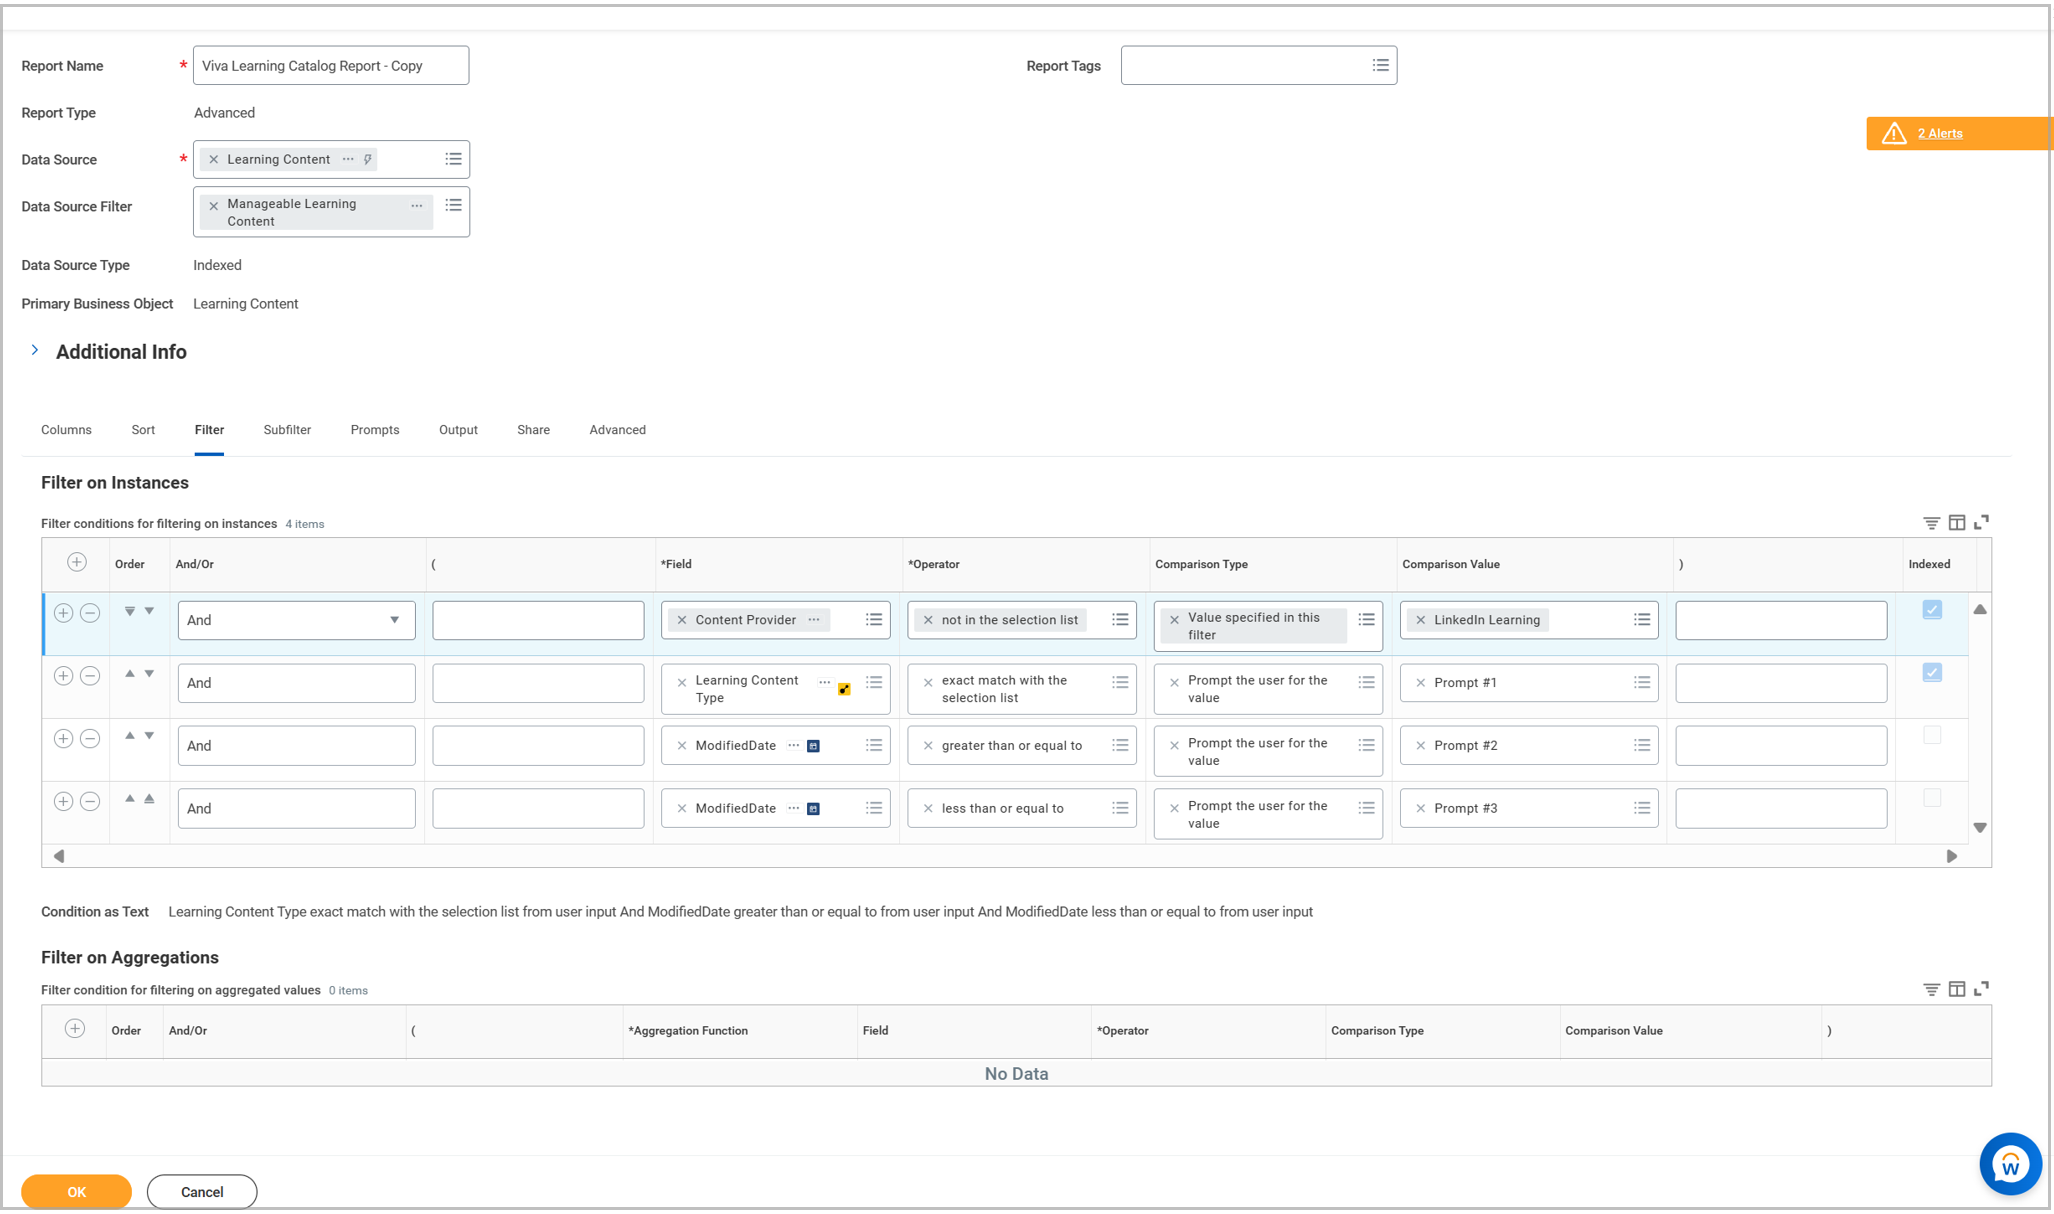 Report Name * Viva Learning Catalog Report - Copy Report Tags
Report Type Advanced
2 Alerts
Data Source * × Learning Content ···
Data Source Filter × Manageable Learning ···
Content
Data Source Type Indexed
Primary Business Object Learning Content
Additional Info
Columns Sort Filter Subfilter Prompts Output Share Advanced
Filter on Instances
Filter conditions for filtering on instances 4 items
Order And/Or ( *Field *Operator Comparison Type Comparison Value ) Indexed
And Content Provider ··· not in the selection list Value specified in this LinkedIn Learning
filter
And Learning Content ··· exact match with the Prompt the user for the Prompt #1
Type selection list value
And ModifiedDate ··· greater than or equal to Prompt the user for the Prompt #2
value
And ModifiedDate ··· less than or equal to Prompt the user for the Prompt #3
value
Condition as Text Learning Content Type exact match with the selection list from user input And ModifiedDate greater than or equal to from user input And ModifiedDate less than or equal to from user input
Filter on Aggregations
Filter condition for filtering on aggregated values 0 items
Order And/Or ( *Aggregation Function Field *Operator Comparison Type Comparison Value )
No Data
W
OK Cancel